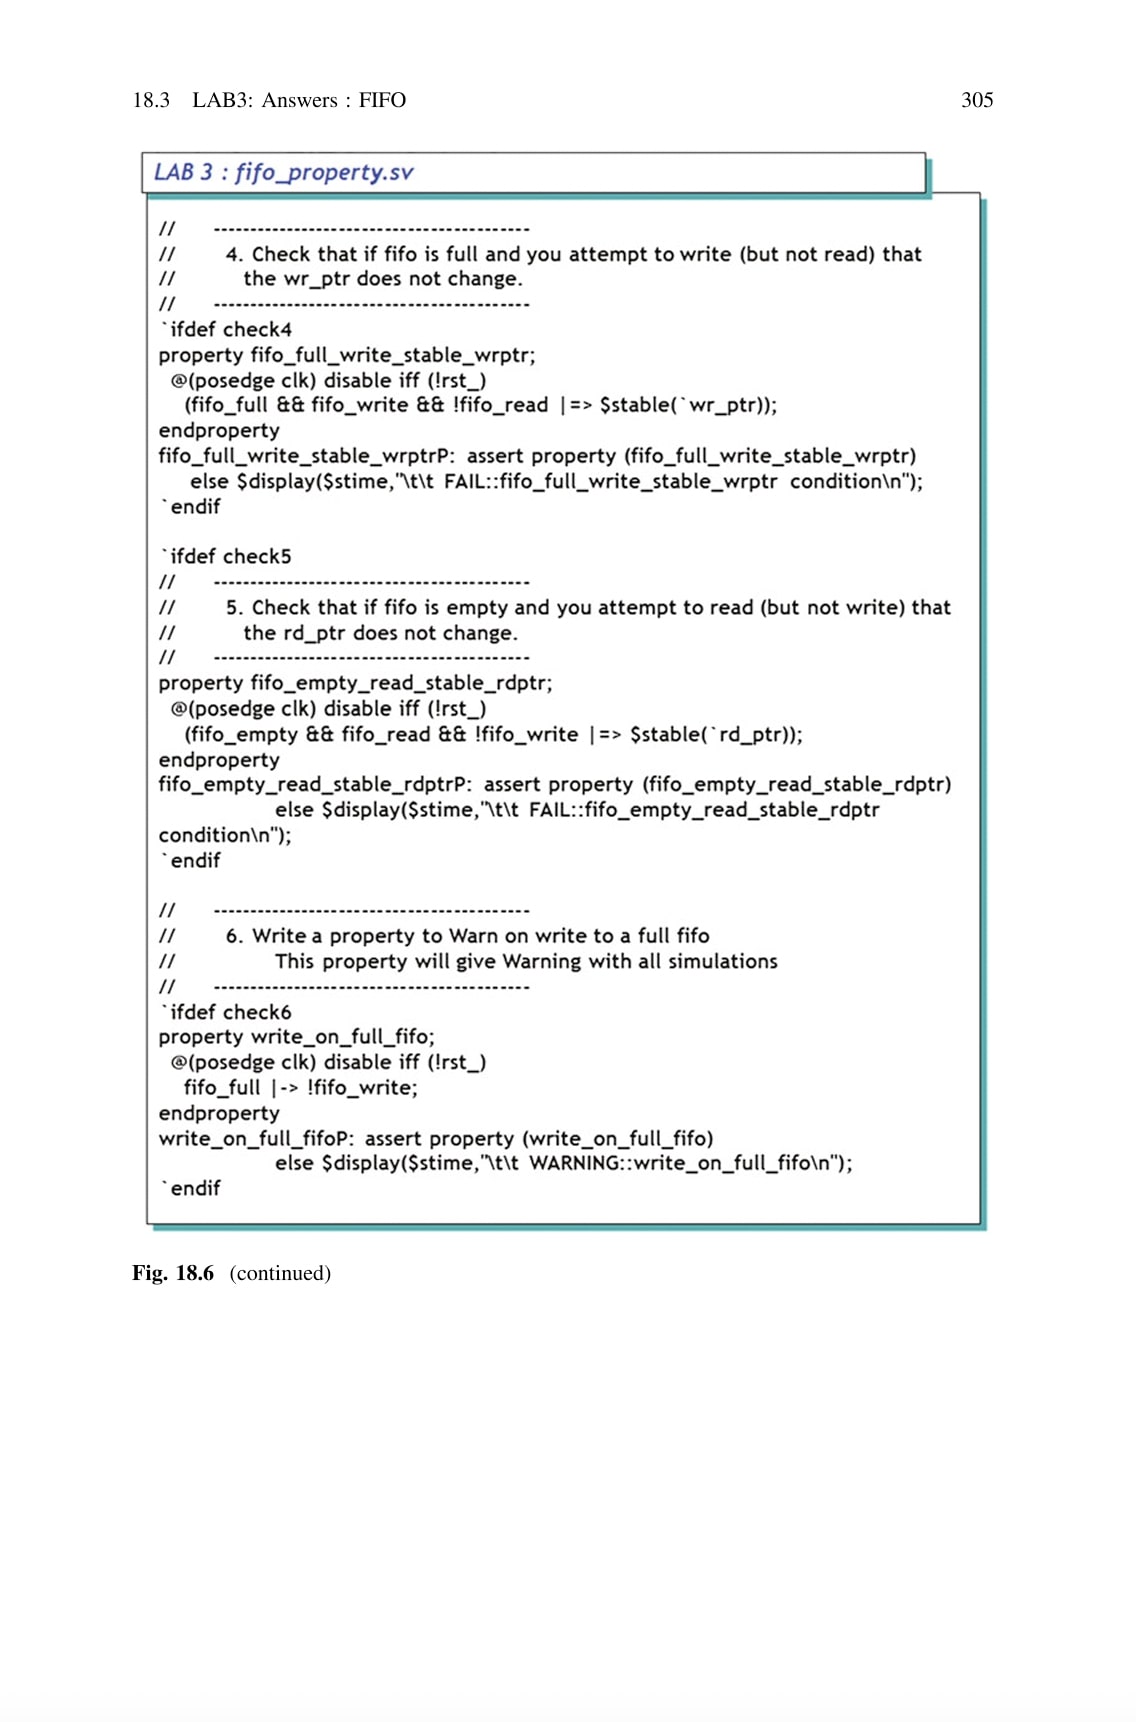 18.3 LAB3: Answers : FIFO 305
LAB 3 : fifo_property.sv
// -----------------------------------------
// 4. Check that if fifo is full and you attempt to write (but not read) that
// the wr_ptr does not change.
// -----------------------------------------
`ifdef check4
property fifo_full_write_stable_wrptr;
@(posedge clk) disable iff (!rst_)
(fifo_full && fifo_write && !fifo_read |=> $stable(`wr_ptr));
endproperty
fifo_full_write_stable_wrptrP: assert property (fifo_full_write_stable_wrptr)
else $display($stime,"\t\t FAIL::fifo_full_write_stable_wrptr condition\n");
`endif
`ifdef check5
// -----------------------------------------
// 5. Check that if fifo is empty and you attempt to read (but not write) that
// the rd_ptr does not change.
// -----------------------------------------
property fifo_empty_read_stable_rdptr;
@(posedge clk) disable iff (!rst_)
(fifo_empty && fifo_read && !fifo_write |=> $stable(`rd_ptr));
endproperty
fifo_empty_read_stable_rdptrP: assert property (fifo_empty_read_stable_rdptr)
else $display($stime,"\t\t FAIL::fifo_empty_read_stable_rdptr
condition\n");
`endif
// -----------------------------------------
// 6. Write a property to Warn on write to a full fifo
// This property will give Warning with all simulations
// -----------------------------------------
`ifdef check6
property write_on_full_fifo;
@(posedge clk) disable iff (!rst_)
fifo_full |-> !fifo_write;
endproperty
write_on_full_fifoP: assert property (write_on_full_fifo)
else $display($stime,"\t\t WARNING::write_on_full_fifo\n");
`endif
Fig. 18.6 (continued)